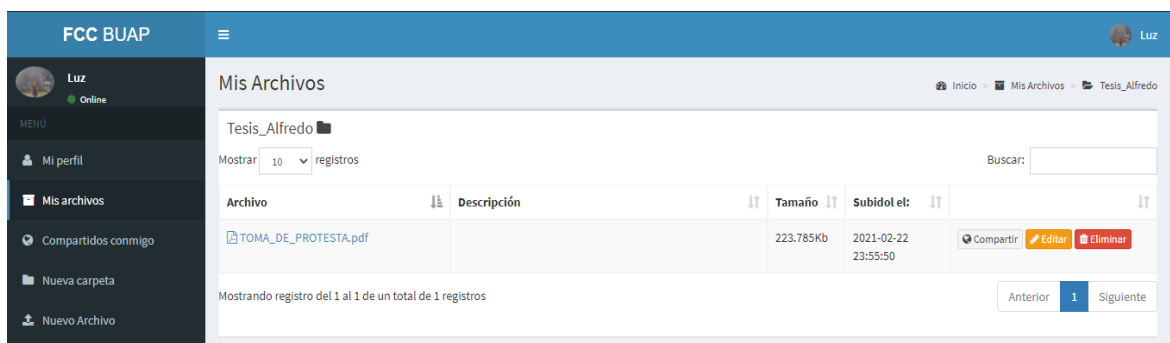 FCC BUAP
Luz
Luz
Online
MENÚ
Mi perfil
Mis archivos
Compartidos conmigo
Nueva carpeta
Nuevo Archivo
Mis Archivos
Inicio > Mis Archivos > Tesis_Alfredo
Tesis_Alfredo
Mostrar 10 registros
Buscar:
Archivo Descripción Tamaño Subidol el:
TOMA_DE_PROTESTA.pdf 223.785Kb 2021-02-22 Compartir Editar Eliminar
23:55:50
Mostrando registro del 1 al 1 de un total de 1 registros
Anterior 1 Siguiente